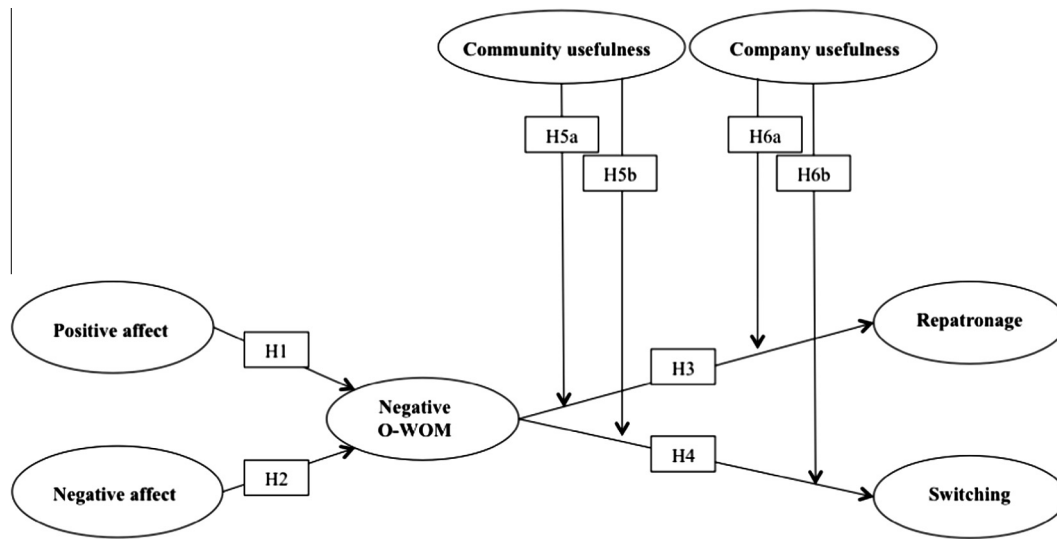 Community usefulness
Company usefulness
H5a
H6a
H5b
H6b
Positive affect
Repatronage
H1
H3
Negative
O-WOM
H4
H2
Negative affect
Switching